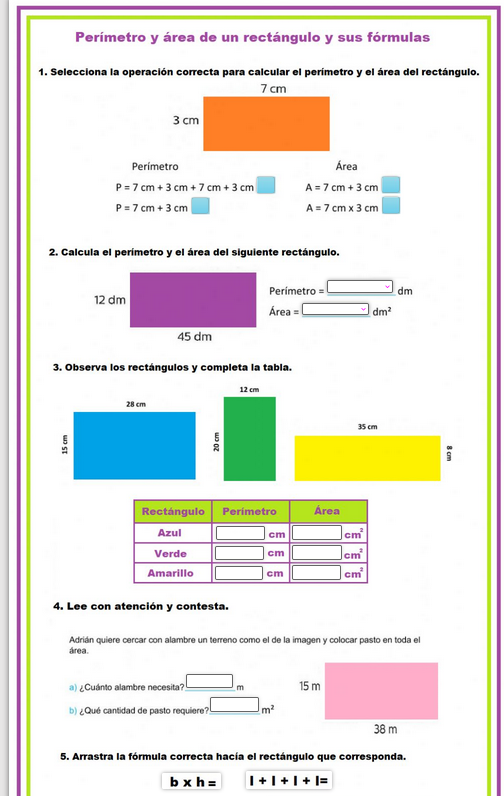 Perímetro y área de un rectángulo y sus fórmulas
1. Selecciona la operación correcta para calcular el perímetro y el área del rectángulo.
7 cm
3 cm
Perímetro
Área
P = 7 cm + 3 cm + 7 cm + 3 cm
A = 7 cm + 3 cm
P = 7 cm + 3 cm
A = 7 cm x 3 cm
2. Calcula el perímetro y el área del siguiente rectángulo.
12 dm
45 dm
Perímetro = dm
Área = dm²
3. Observa los rectángulos y completa la tabla.
28 cm
15 cm
12 cm
20 cm
35 cm
8 cm
Rectángulo Perímetro Área
Azul cm cm²
Verde cm cm²
Amarillo cm cm²
4. Lee con atención y contesta.
Adrián quiere cercar con alambre un terreno como el de la imagen y colocar pasto en toda el
área.
a) ¿Cuánto alambre necesita? m
b) ¿Qué cantidad de pasto requiere? m²
15 m
38 m
5. Arrastra la fórmula correcta hacía el rectángulo que corresponda.
b x h =
l + l + l + l=